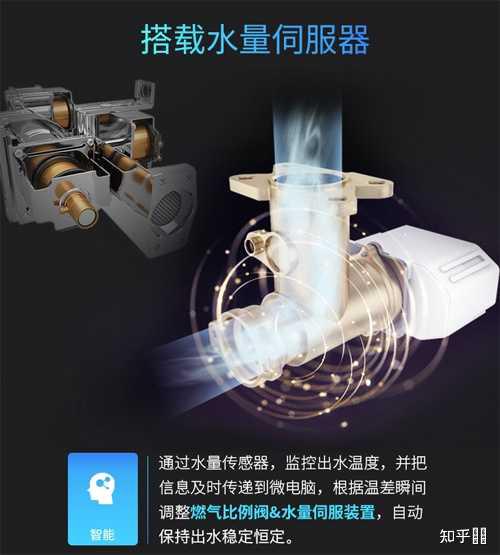 搭载水量伺服器
通过水量传感器，监控出水温度，并把
信息及时传递到微电脑，根据温差瞬间
调整燃气比例阀&水量伺服装置，自动
保持出水稳定恒定。
智能
知乎